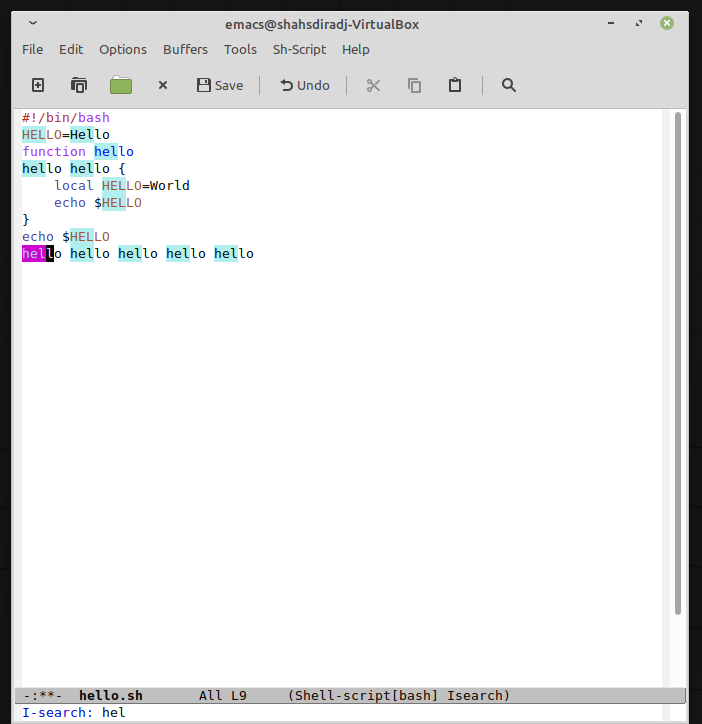 emacs@shahsdiradj-VirtualBox
File Edit Options Buffers Tools Sh-Script Help
Save Undo
#!/bin/bash
HELLO=Hello
function hello
hello hello {
    local HELLO=World
    echo $HELLO
}
echo $HELLO
hello hello hello hello hello
-:**-  hello.sh       All L9     (Shell-script[bash] Isearch)
I-search: hel